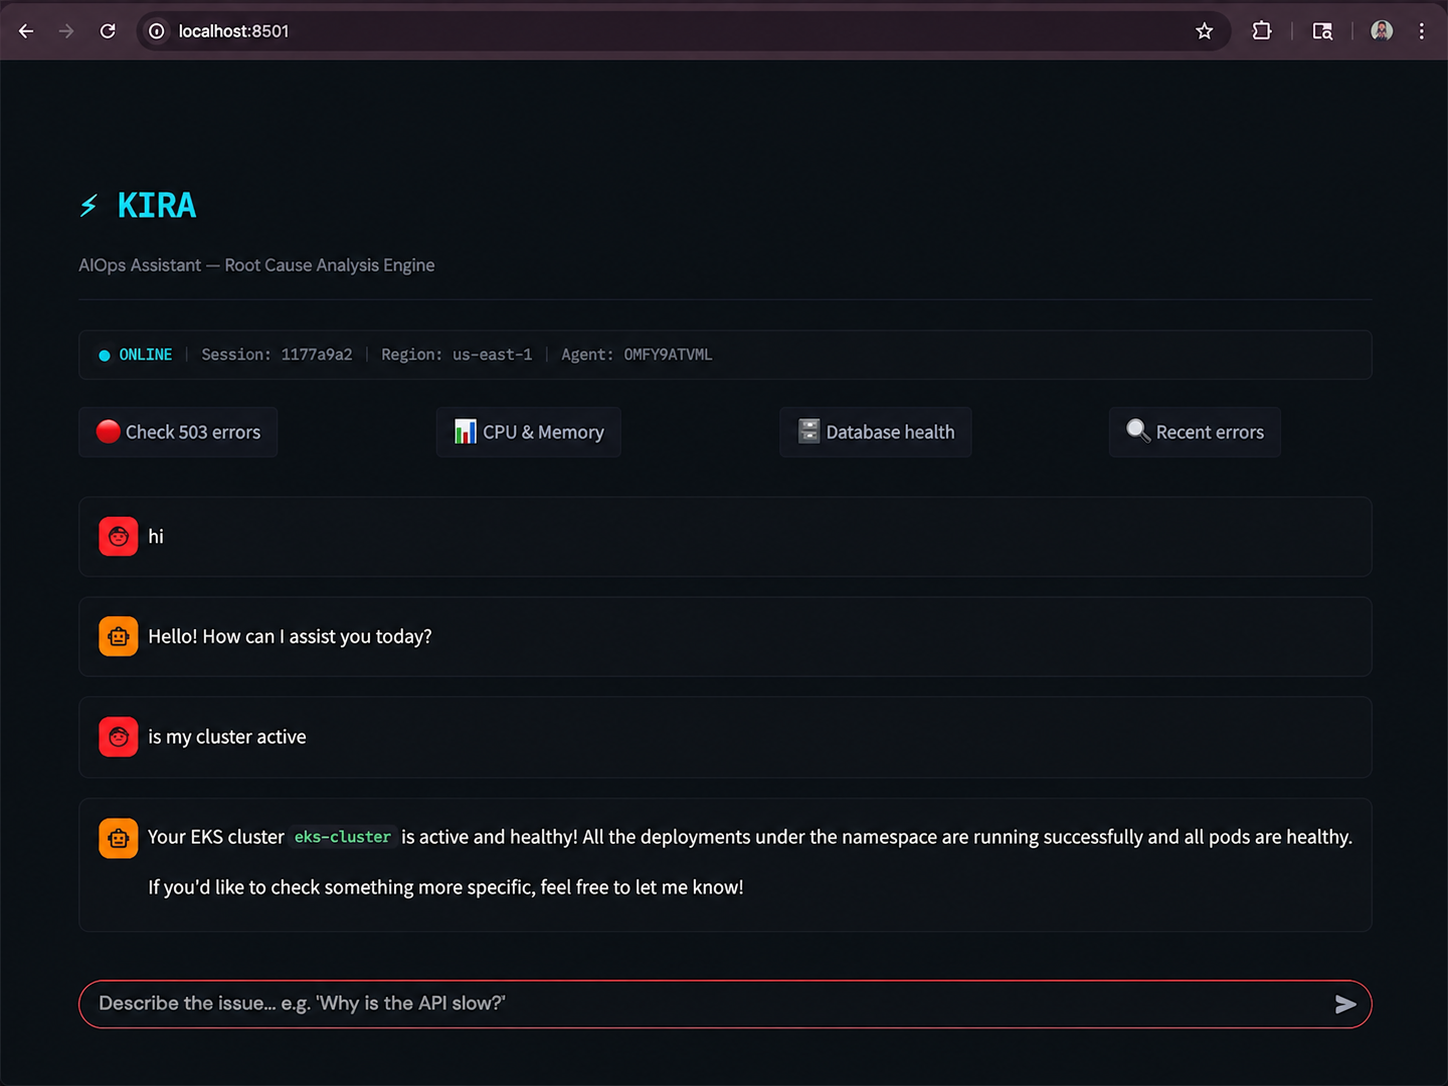 localhost:8501
⚡ KIRA
AIOps Assistant — Root Cause Analysis Engine
ONLINE | Session: 1177a9a2 | Region: us-east-1 | Agent: OMFY9ATVML
Check 503 errors
CPU & Memory
Database health
Recent errors
hi
Hello! How can I assist you today?
is my cluster active
Your EKS cluster eks-cluster is active and healthy! All the deployments under the namespace are running successfully and all pods are healthy.
If you'd like to check something more specific, feel free to let me know!
Describe the issue... e.g. 'Why is the API slow?'